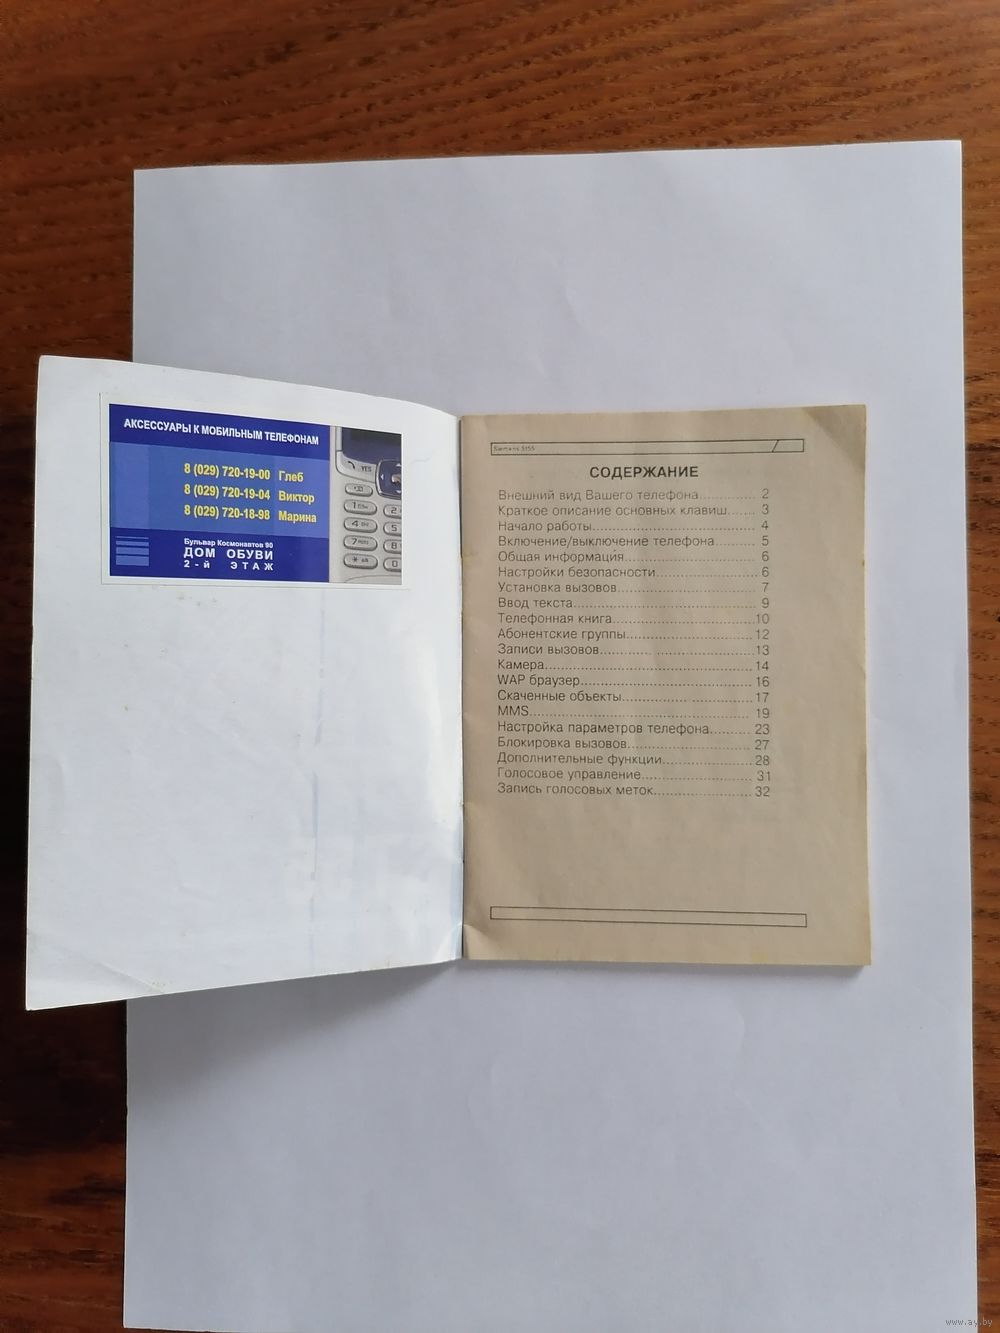 АКСЕССУАРЫ К МОБИЛЬНЫМ ТЕЛЕФОНАМ
8 (029) 720-19-00 Глеб
8 (029) 720-19-04 Виктор
8 (029) 720-18-98 Марина
Бульвар Космонавтов 90
ДОМ ОБУВИ
2-й ЭТАЖ
YES
Siemens
СОДЕРЖАНИЕ
Внешний вид Вашего телефона............. 2
Краткое описание основных клавиш....... 3
Начало работы........................................ 4
Включение/выключение телефона.......... 5
Общая информация................................ 6
Настройки безопасности......................... 6
Установка вызовов................................. 7
Ввод текста............................................ 9
Телефонная книга...................................10
Абонентские группы............................... 12
Записи вызовов...................................... 13
Камера.................................................... 14
WAP браузер........................................... 16
Скаченные объекты................................ 17
MMS....................................................... 19
Настройка параметров телефона.......... 23
Блокировка вызовов............................... 27
Дополнительные функции...................... 28
Голосовое управление............................ 31
Запись голосовых меток......................... 32
www.ay.by